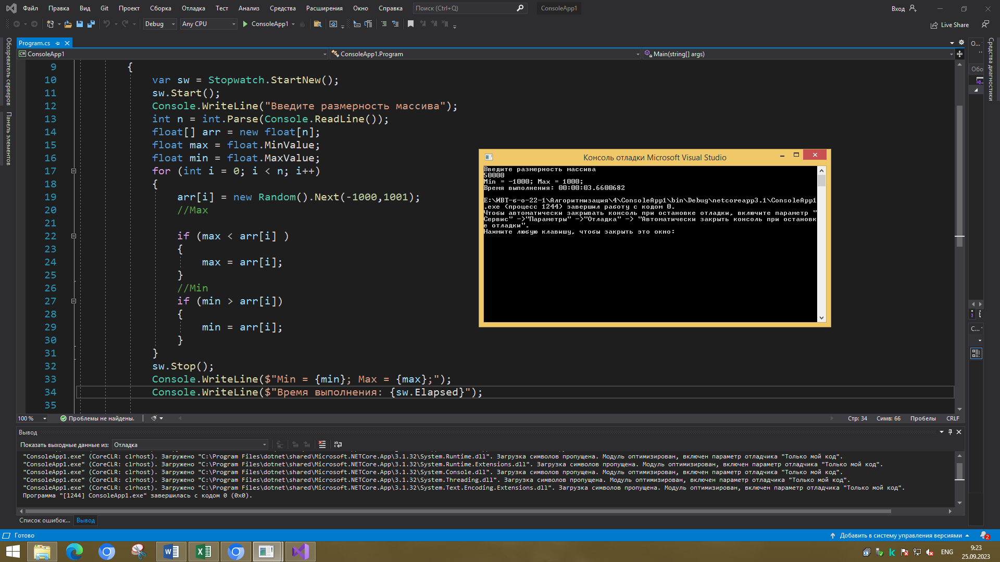 Файл Правка Вид Git Проект Сборка Отладка Тест Анализ Средства Расширения Окно Справка Поиск (Ctrl+Q) ConsoleApp1 Вход
Debug Any CPU ConsoleApp1 Live Share
Обозреватель серверов
Панель элементов
Program.cs
ConsoleApp1 ConsoleApp1.Program Main(string[] args)
9 {
10 var sw = Stopwatch.StartNew();
11 sw.Start();
12 Console.WriteLine("Введите размерность массива");
13 int n = int.Parse(Console.ReadLine());
14 float[] arr = new float[n];
15 float max = float.MinValue;
16 float min = float.MaxValue;
17 for (int i = 0; i < n; i++)
18 {
19 arr[i] = new Random().Next(-1000,1001);
20 //Max
21
22 if (max < arr[i] )
23 {
24 max = arr[i];
25 }
26 //Min
27 if (min > arr[i])
28 {
29 min = arr[i];
30 }
31 }
32 sw.Stop();
33 Console.WriteLine($"Min = {min}; Max = {max};");
34 Console.WriteLine($"Время выполнения: {sw.Elapsed}");
35
Консоль отладки Microsoft Visual Studio
Введите размерность массива
50000
Min = -1000; Max = 1000;
Время выполнения: 00:00:03.6600682
E:\ИВТ-б-о-22-1\Алгоритмизация\4\ConsoleApp1\bin\Debug\netcoreapp3.1\ConsoleApp1
.exe (процесс 1244) завершил работу с кодом 0.
Чтобы автоматически закрывать консоль при остановке отладки, включите параметр "
Сервис" ->"Параметры" ->"Отладка" -> "Автоматически закрыть консоль при остановк
е отладки".
Нажмите любую клавишу, чтобы закрыть это окно:
О...
Обо
С...
Средства диагностики
100 % Проблемы не найдены. Стр: 34 Симв: 66 Пробелы CRLF
Вывод
Показать выходные данные из: Отладка
"ConsoleApp1.exe" (CoreCLR: clrhost). Загружено "C:\Program Files\dotnet\shared\Microsoft.NETCore.App\3.1.32\System.Runtime.dll". Загрузка символов пропущена. Модуль оптимизирован, включен параметр отладчика "Только мой код".
"ConsoleApp1.exe" (CoreCLR: clrhost). Загружено "C:\Program Files\dotnet\shared\Microsoft.NETCore.App\3.1.32\System.Runtime.Extensions.dll". Загрузка символов пропущена. Модуль оптимизирован, включен параметр отладчика "Только мой код".
"ConsoleApp1.exe" (CoreCLR: clrhost). Загружено "C:\Program Files\dotnet\shared\Microsoft.NETCore.App\3.1.32\System.Console.dll". Загрузка символов пропущена. Модуль оптимизирован, включен параметр отладчика "Только мой код".
"ConsoleApp1.exe" (CoreCLR: clrhost). Загружено "C:\Program Files\dotnet\shared\Microsoft.NETCore.App\3.1.32\System.Threading.dll". Загрузка символов пропущена. Модуль оптимизирован, включен параметр отладчика "Только мой код".
"ConsoleApp1.exe" (CoreCLR: clrhost). Загружено "C:\Program Files\dotnet\shared\Microsoft.NETCore.App\3.1.32\System.Text.Encoding.Extensions.dll". Загрузка символов пропущена. Модуль оптимизирован, включен параметр отладчика "Только мой код".
Программа "[1244] ConsoleApp1.exe" завершилась с кодом 0 (0x0).
Список ошибок... Вывод
Готово Добавить в систему управления версиями 2
ENG 9:23
25.09.2023